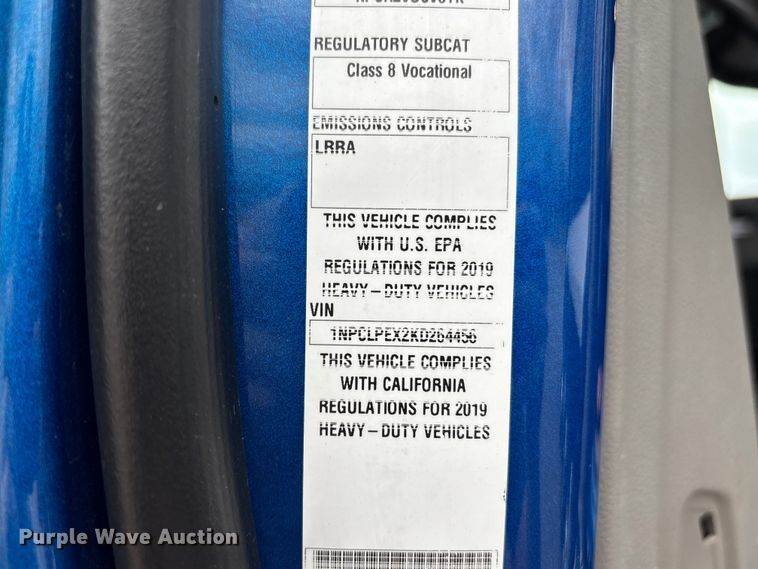 REGULATORY SUBCAT
Class 8 Vocational
EMISSIONS CONTROLS
LRRA
THIS VEHICLE COMPLIES
WITH U.S. EPA
REGULATIONS FOR 2019
HEAVY-DUTY VEHICLES
VIN
1NPCLPEX2KD264456
THIS VEHICLE COMPLIES
WITH CALIFORNIA
REGULATIONS FOR 2019
HEAVY-DUTY VEHICLES
Purple Wave Auction